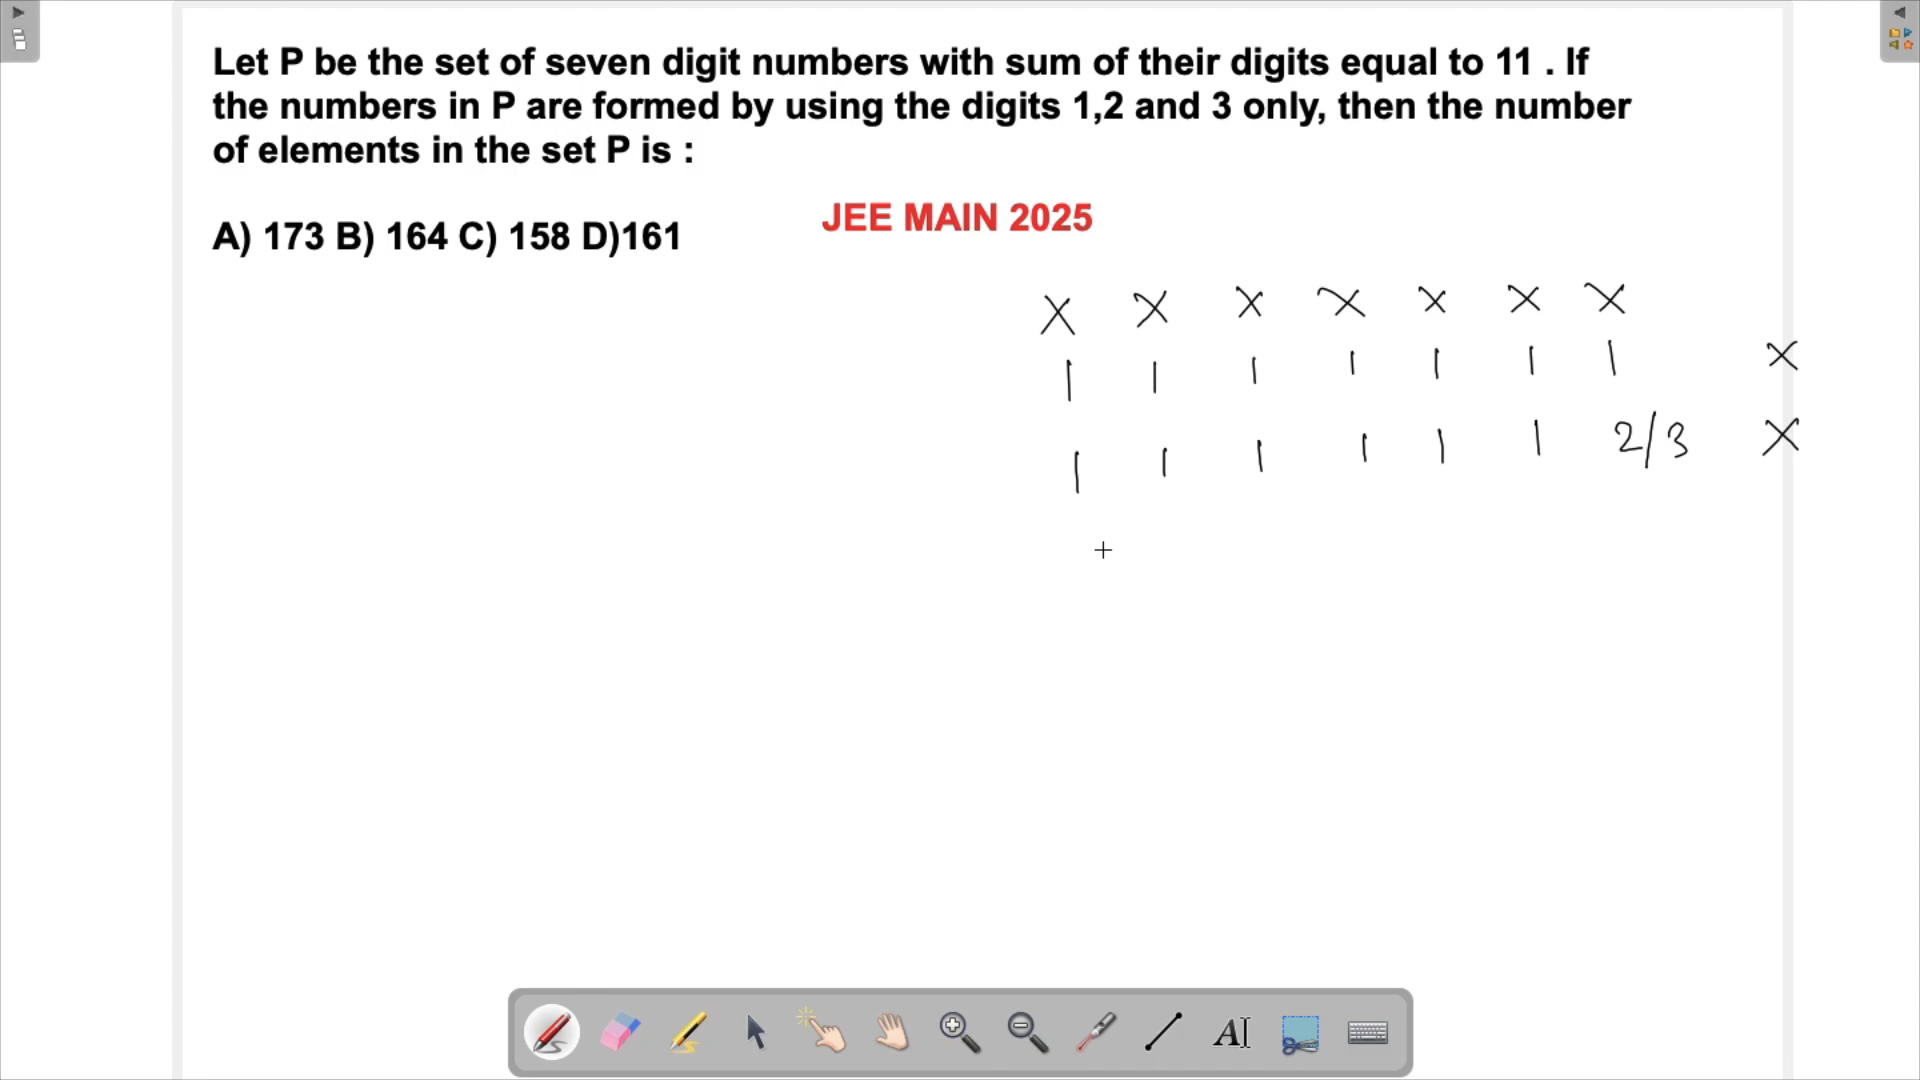 Let P be the set of seven digit numbers with sum of their digits equal to 11 . If
the numbers in P are formed by using the digits 1,2 and 3 only, then the number
of elements in the set P is :
A) 173 B) 164 C) 158 D)161
JEE MAIN 2025
X X X X X X X
1 1 1 1 1 1 1 X
1 1 1 1 1 1 2/3 X
AI